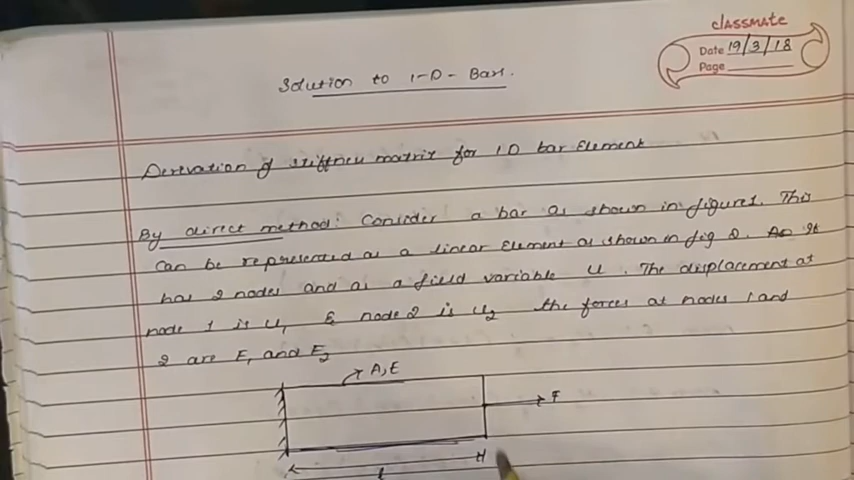 classmate
Date 19/3/18
Page
Solution to 1-D- Bar.
Derivation of stiffness matrix for 1D bar Element
By direct method: Consider a bar as shown in figure 1. This
can be represented as a linear Element as shown in fig 2. As It
has 2 nodes and as a field variable u. The displacement at
node 1 is u1 & node 2 is u2 the forces at nodes 1 and
2 are F1 and F2
A,E
F
l